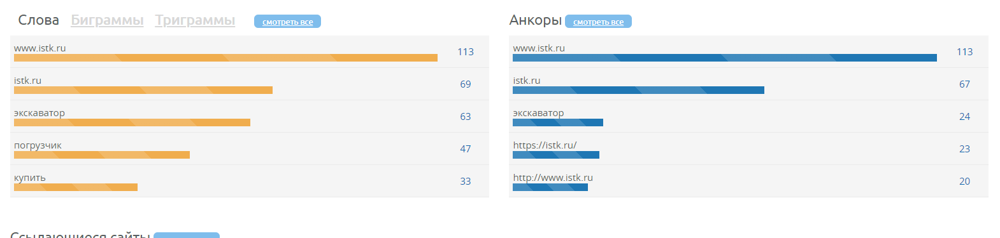 Слова Биграммы Триграммы смотреть все
www.istk.ru 113
istk.ru 69
экскаватор 63
погрузчик 47
купить 33
Анкоры смотреть все
www.istk.ru 113
istk.ru 67
экскаватор 24
https://istk.ru/ 23
http://www.istk.ru 20
Ссылающиеся сайты